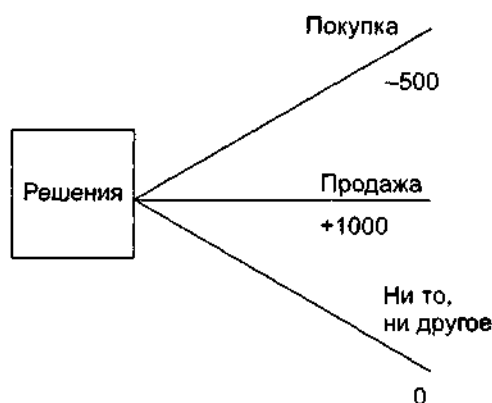 Покупка
–500
Решения
Продажа
+1000
Ни то,
ни другое
0